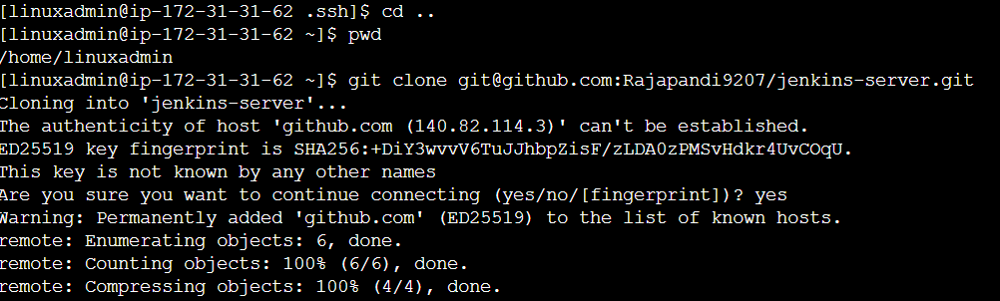 [linuxadmin@ip-172-31-31-62 .ssh]$ cd ..
[linuxadmin@ip-172-31-31-62 ~]$ pwd
/home/linuxadmin
[linuxadmin@ip-172-31-31-62 ~]$ git clone git@github.com:Rajapandi9207/jenkins-server.git
Cloning into 'jenkins-server'...
The authenticity of host 'github.com (140.82.114.3)' can't be established.
ED25519 key fingerprint is SHA256:+DiY3wvvV6TuJJhbpZisF/zLDA0zPMSvHdkr4UvCOqU.
This key is not known by any other names
Are you sure you want to continue connecting (yes/no/[fingerprint])? yes
Warning: Permanently added 'github.com' (ED25519) to the list of known hosts.
remote: Enumerating objects: 6, done.
remote: Counting objects: 100% (6/6), done.
remote: Compressing objects: 100% (4/4), done.